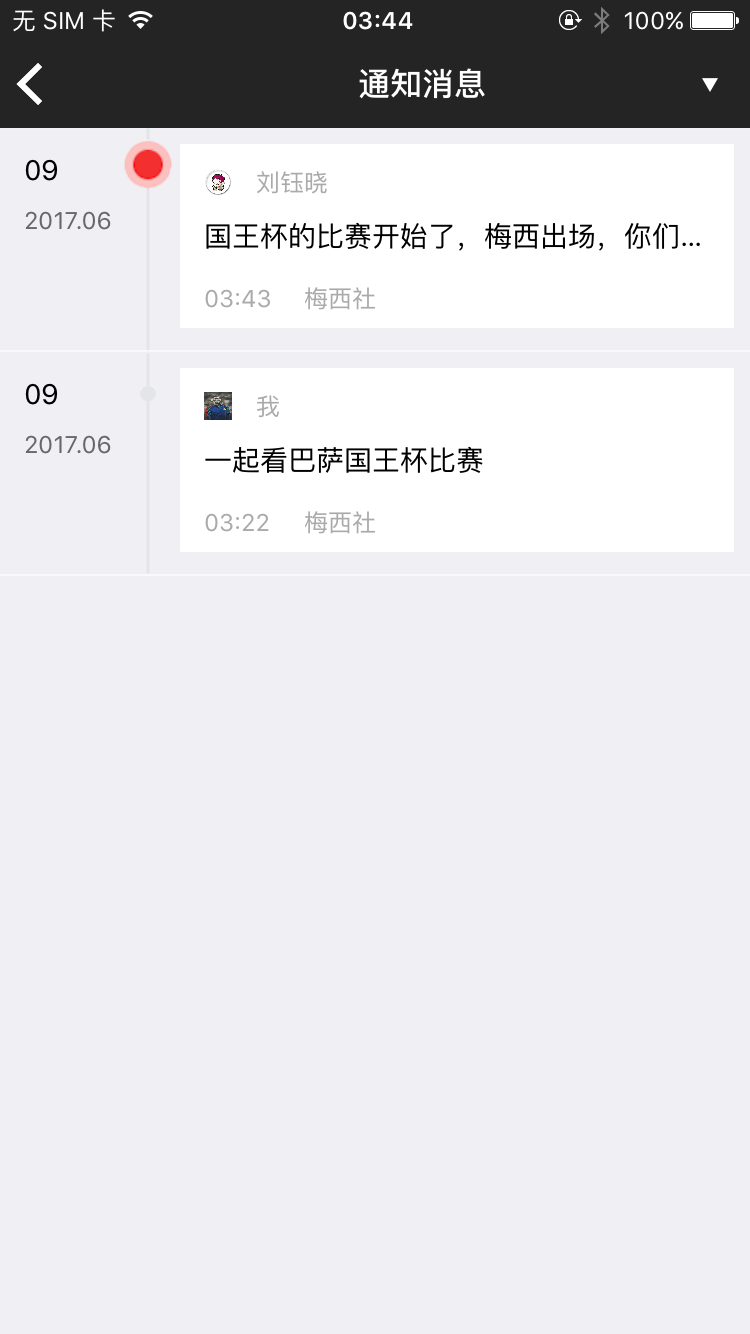 无 SIM 卡 03:44 100%
通知消息 ▼
09
2017.06
刘钰晓
国王杯的比赛开始了，梅西出场，你们...
03:43 梅西社
09
2017.06
我
一起看巴萨国王杯比赛
03:22 梅西社